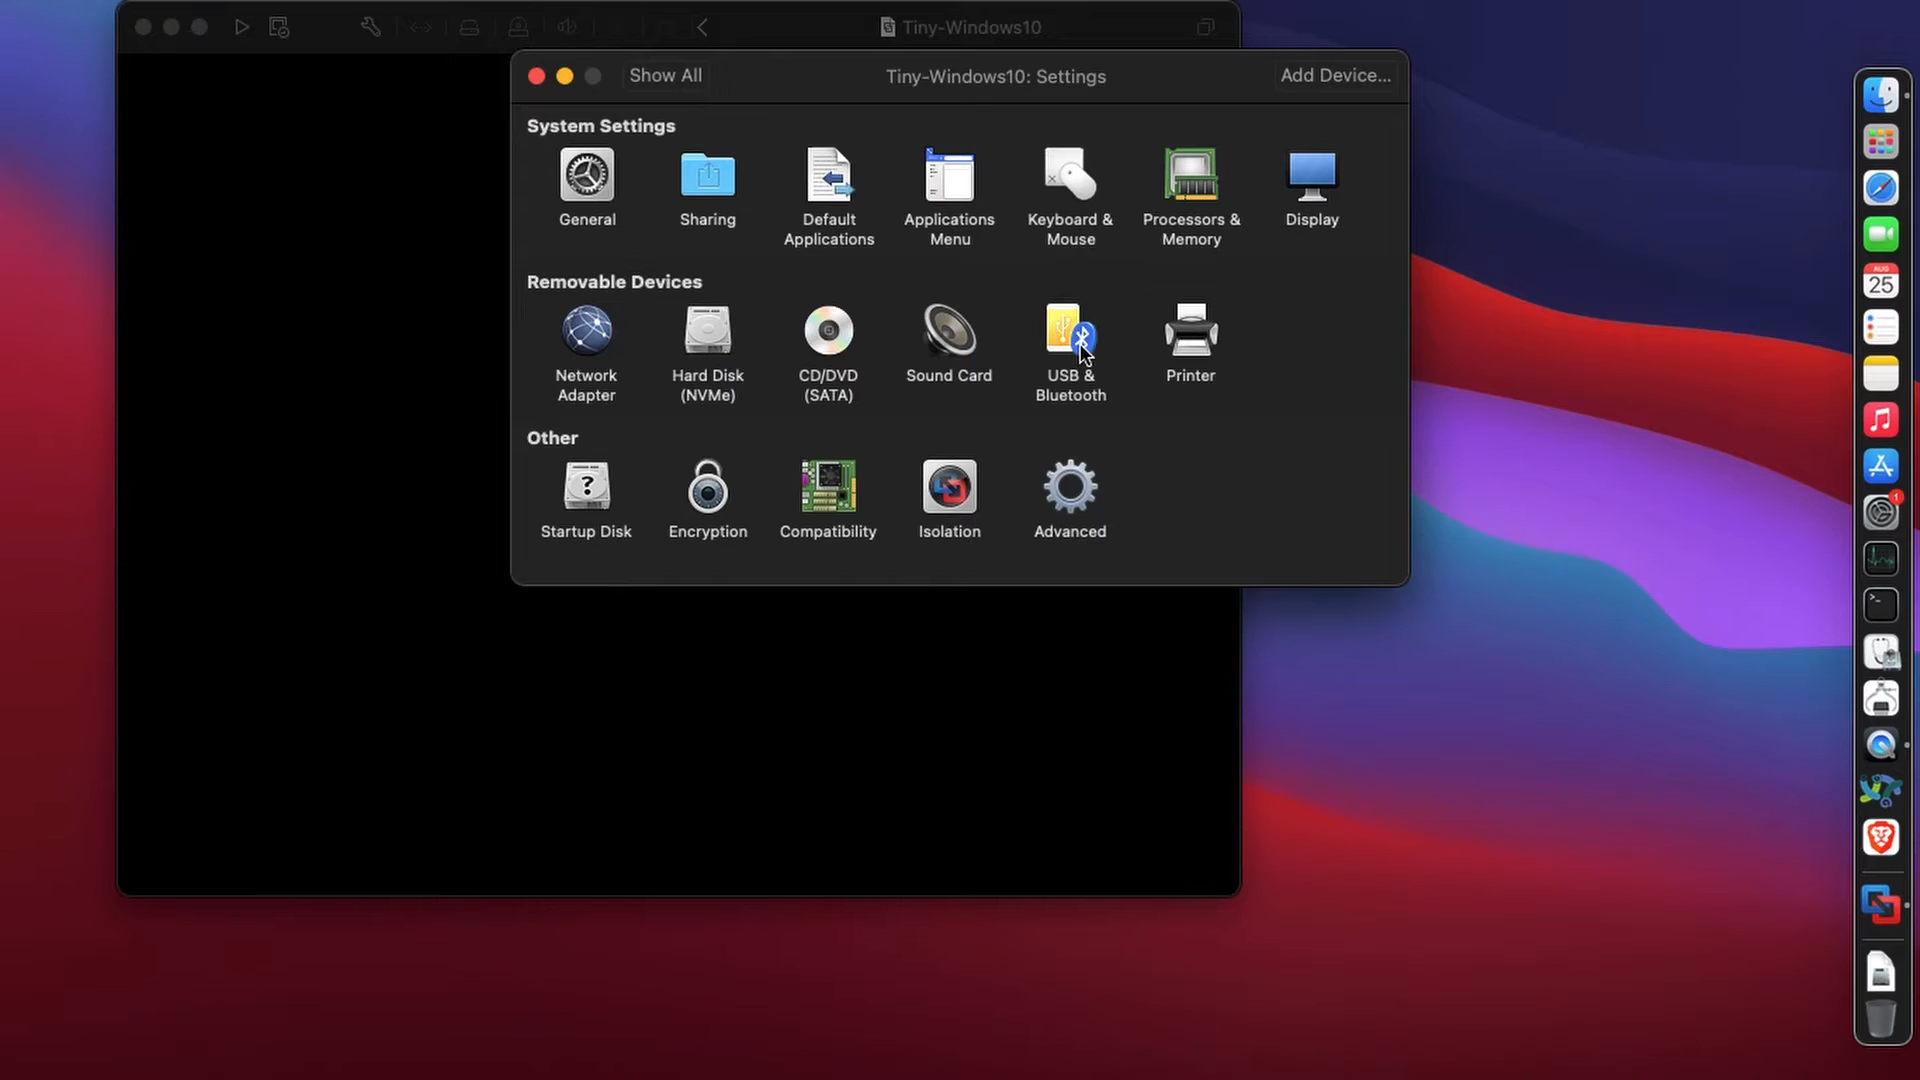 Tiny-Windows10
Show All
Tiny-Windows10: Settings
Add Device...
System Settings
General
Sharing
Default
Applications
Applications
Menu
Keyboard &
Mouse
Processors &
Memory
Display
Removable Devices
Network
Adapter
Hard Disk
(NVMe)
CD/DVD
(SATA)
Sound Card
USB &
Bluetooth
Printer
Other
Startup Disk
Encryption
Compatibility
Isolation
Advanced
AUG
25
1